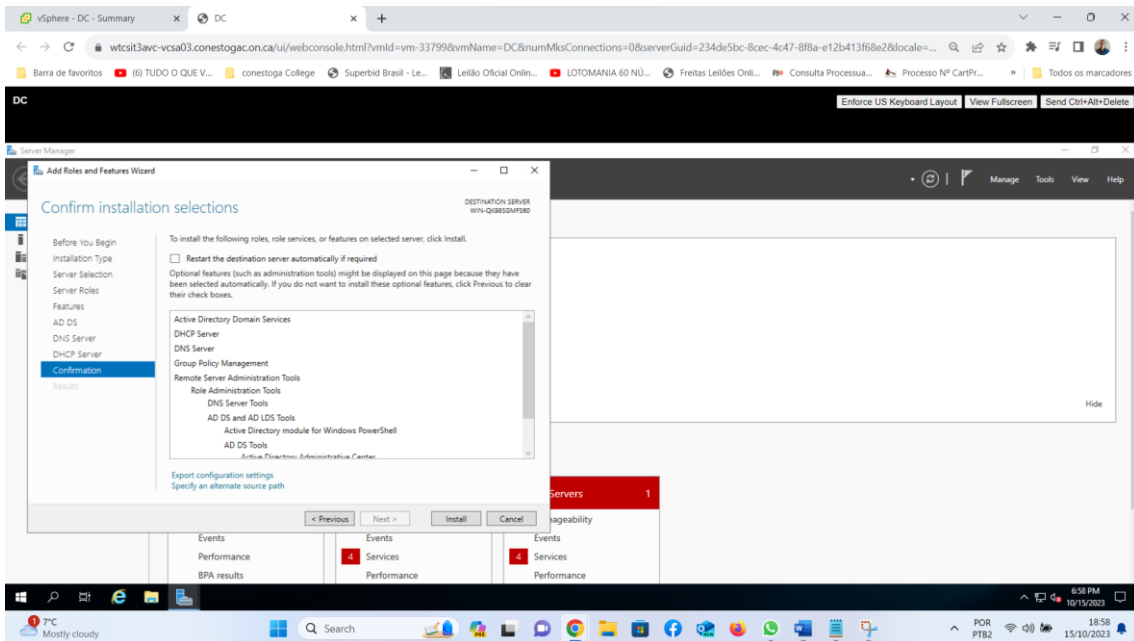 vSphere - DC - Summary
DC
wtcsit3avc-vcsa03.conestogac.on.ca/ui/webconsole.html?vmId=vm-33799&vmName=DC&numMksConnections=0&serverGuid=234de5bc-8cec-4c47-8f8a-e12b413f68e2&locale=...
Barra de favoritos
(6) TUDO O QUE V...
conestoga College
Superbid Brasil - Le...
Leilão Oficial Onlin...
LOTOMANIA 60 NÚ...
Freitas Leilões Onli...
Consulta Processua...
Processo Nº CartPr...
»
Todos os marcadores
DC
Enforce US Keyboard Layout
View Fullscreen
Send Ctrl+Alt+Delete
Server Manager
Manage
Tools
View
Help
Add Roles and Features Wizard
Confirm installation selections
DESTINATION SERVER
Before You Begin
Installation Type
Server Selection
Server Roles
Features
AD DS
DNS Server
DHCP Server
Confirmation
Results
To install the following roles, role services, or features on selected server, click Install.
Restart the destination server automatically if required
Optional features (such as administration tools) might be displayed on this page because they have
been selected automatically. If you do not want to install these optional features, click Previous to clear
their check boxes.
Active Directory Domain Services
DHCP Server
DNS Server
Group Policy Management
Remote Server Administration Tools
Role Administration Tools
DNS Server Tools
AD DS and AD LDS Tools
Active Directory module for Windows PowerShell
AD DS Tools
Active Directory Administrative Center
Export configuration settings
Specify an alternate source path
< Previous
Next >
Install
Cancel
Hide
Servers
1
nageability
Events
Events
Events
Performance
4 Services
4 Services
BPA results
Performance
Performance
6:58 PM
10/15/2023
1
7°C
Mostly cloudy
Search
POR
PTB2
18:58
15/10/2023